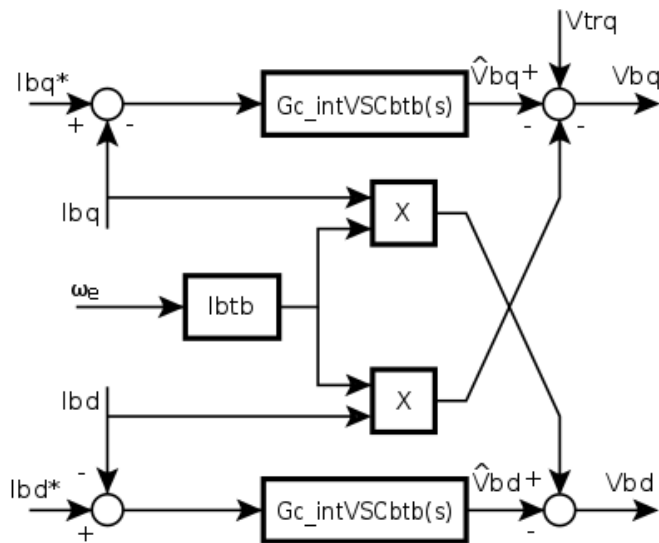 Vtrq
Ibq*
+
-
Gc_intVSCbtb(s)
V̂bq
+
-
-
Vbq
Ibq
X
ωe
lbtb
X
Ibd
-
Ibd*
+
Gc_intVSCbtb(s)
V̂bd
+
-
Vbd